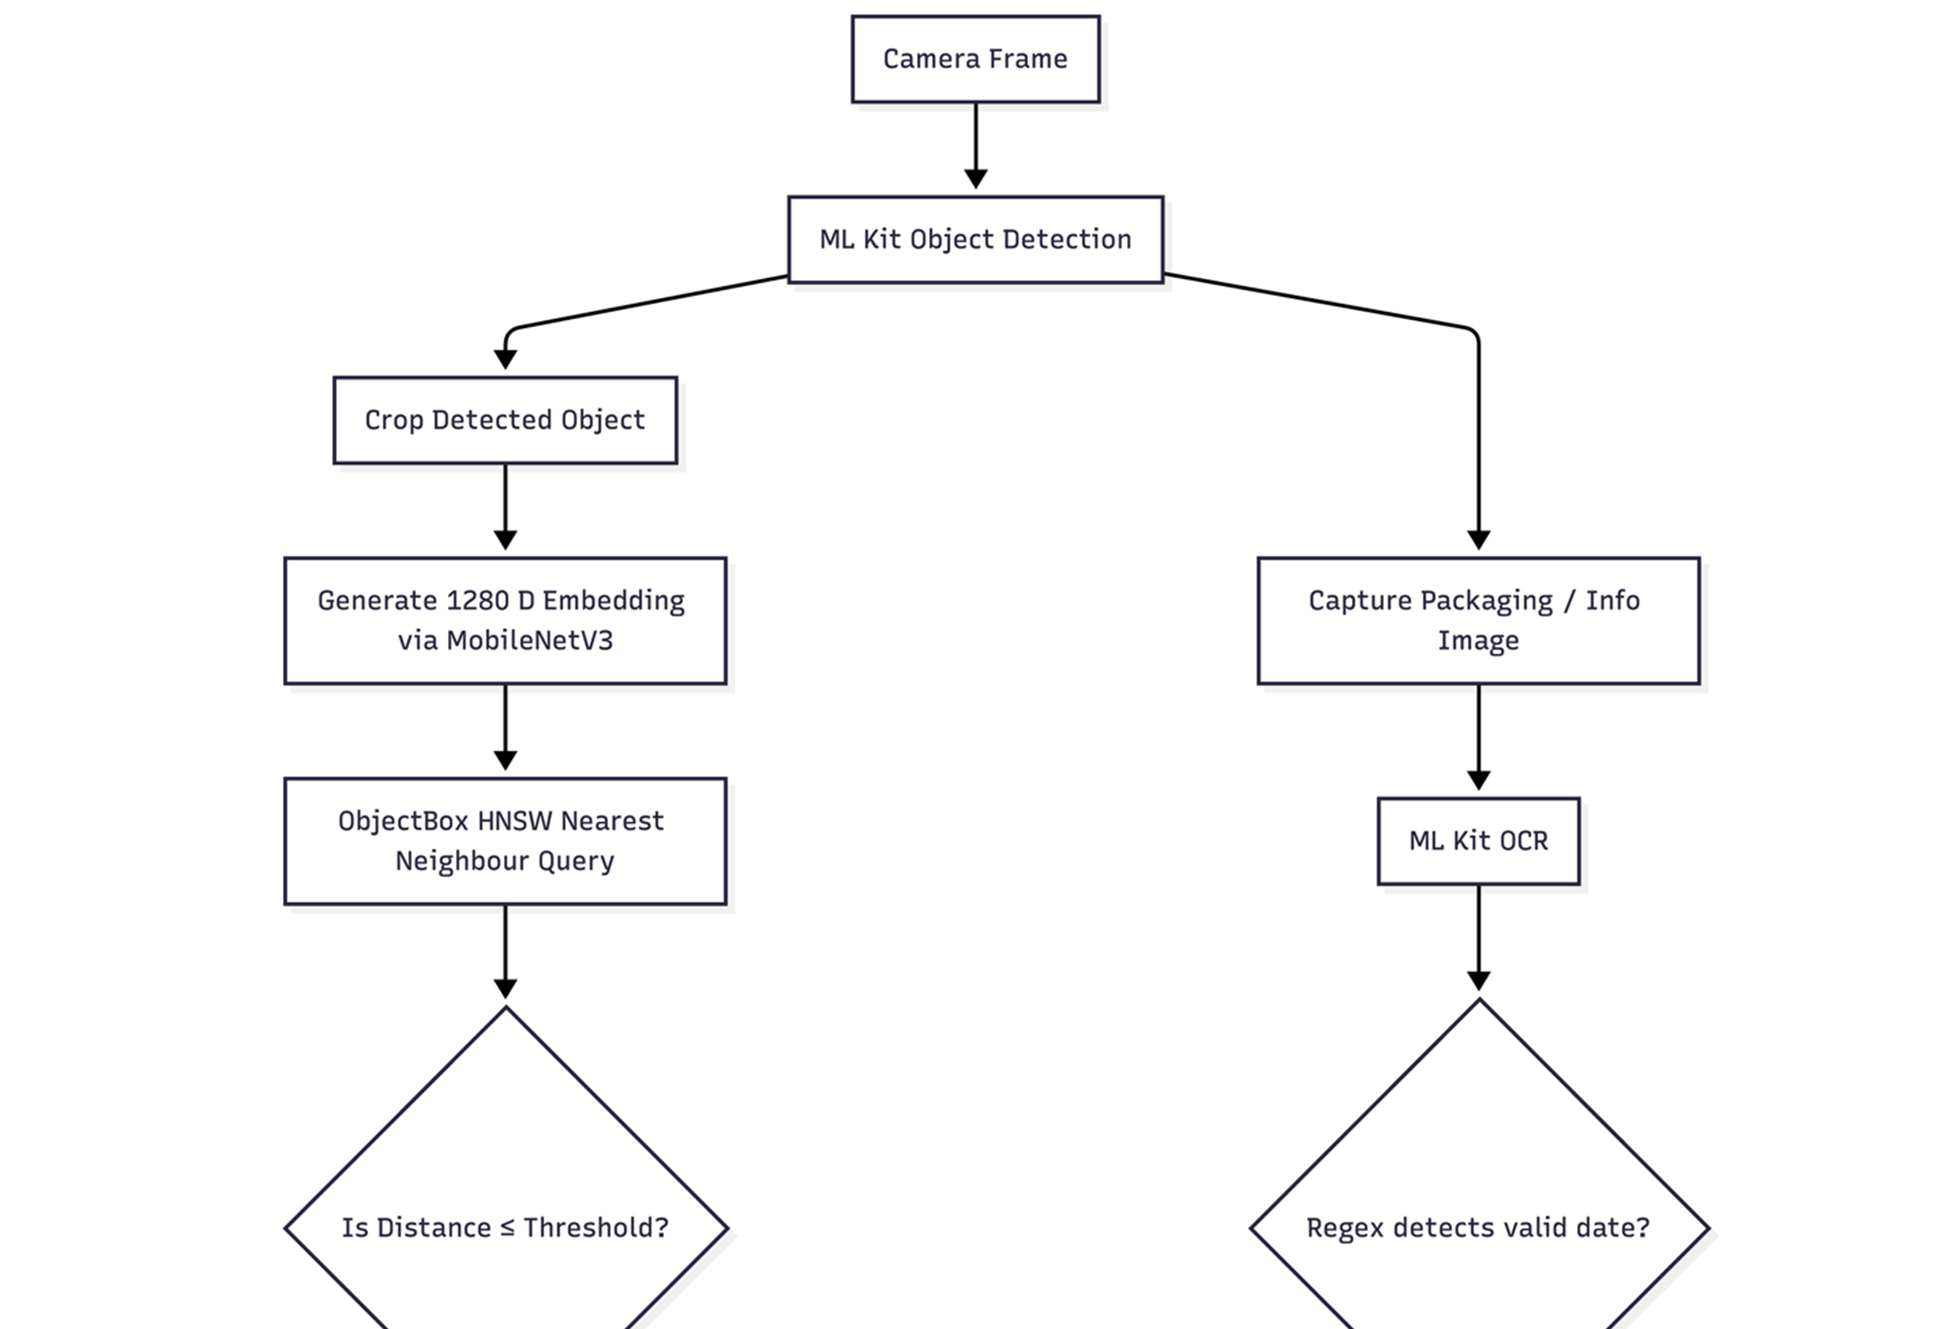 Camera Frame
ML Kit Object Detection
Crop Detected Object
Generate 1280 D Embedding
via MobileNetV3
Capture Packaging / Info
Image
ObjectBox HNSW Nearest
Neighbour Query
ML Kit OCR
Is Distance ≤ Threshold?
Regex detects valid date?